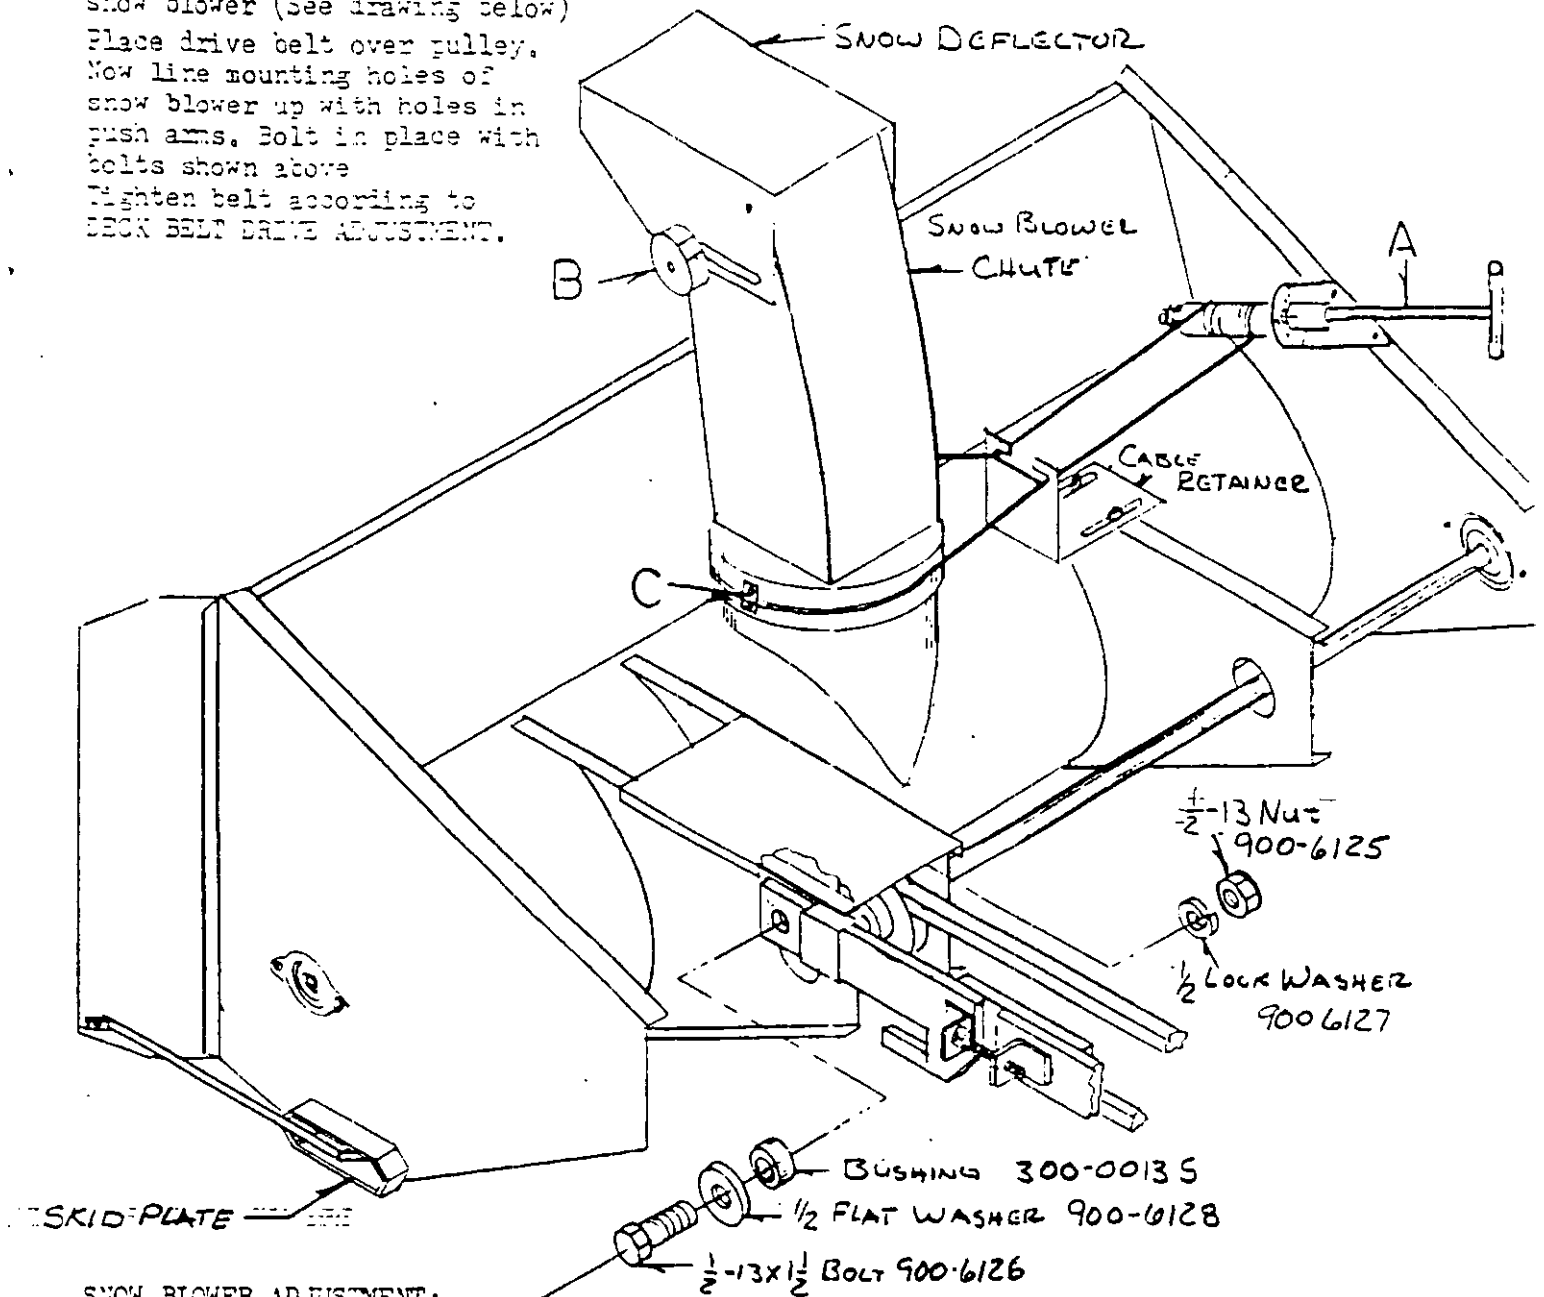 snow blower (See drawing below)
Place drive belt over pulley.
Now line mounting holes of
snow blower up with holes in
push arms. Bolt in place with
bolts shown above
Tighten belt according to
DECK BELT DRIVE ADJUSTMENT.
SNOW DEFLECTOR
SNOW BLOWER
CHUTE
A
B
CABLE
RETAINER
C
1/2-13 NUT
900-6125
1/2 LOCK WASHER
900 6127
BUSHING 300-0013S
1/2 FLAT WASHER 900-6128
1/2-13X1 1/2 BOLT 900-6126
SKID PLATE
SNOW BLOWER ADJUSTMENT: